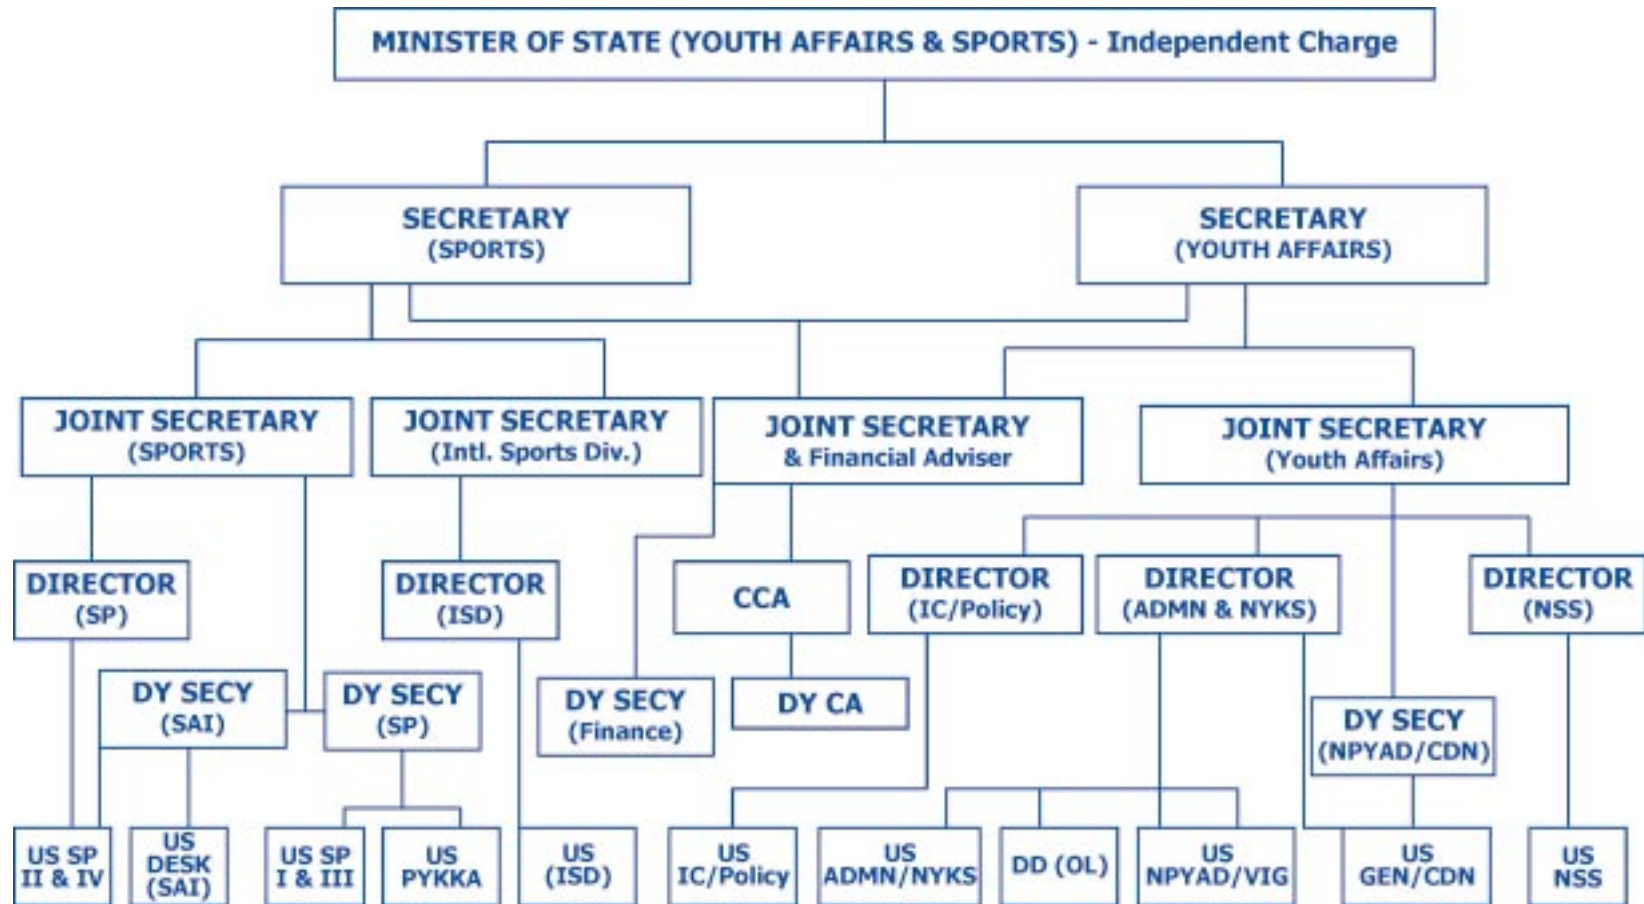 MINISTER OF STATE (YOUTH AFFAIRS & SPORTS) - Independent Charge
SECRETARY
(SPORTS)
SECRETARY
(YOUTH AFFAIRS)
JOINT SECRETARY
(SPORTS)
JOINT SECRETARY
(Intl. Sports Div.)
JOINT SECRETARY
& Financial Adviser
JOINT SECRETARY
(Youth Affairs)
DIRECTOR
(SP)
DIRECTOR
(ISD)
CCA
DIRECTOR
(IC/Policy)
DIRECTOR
(ADMN & NYKS)
DIRECTOR
(NSS)
DY SECY
(SAI)
DY SECY
(SP)
DY SECY
(Finance)
DY CA
DY SECY
(NPYAD/CDN)
US SP
II & IV
US
DESK
(SAI)
US SP
I & III
US
PYKKA
US
(ISD)
US
IC/Policy
US
ADMN/NYKS
DD (OL)
US
NPYAD/VIG
US
GEN/CDN
US
NSS